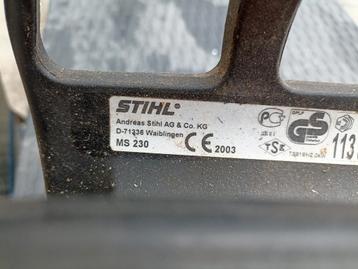 STIHL
Andreas Stihl AG & Co. KG
D-71336 Waiblingen
MS 230
CE 2003
GS
113